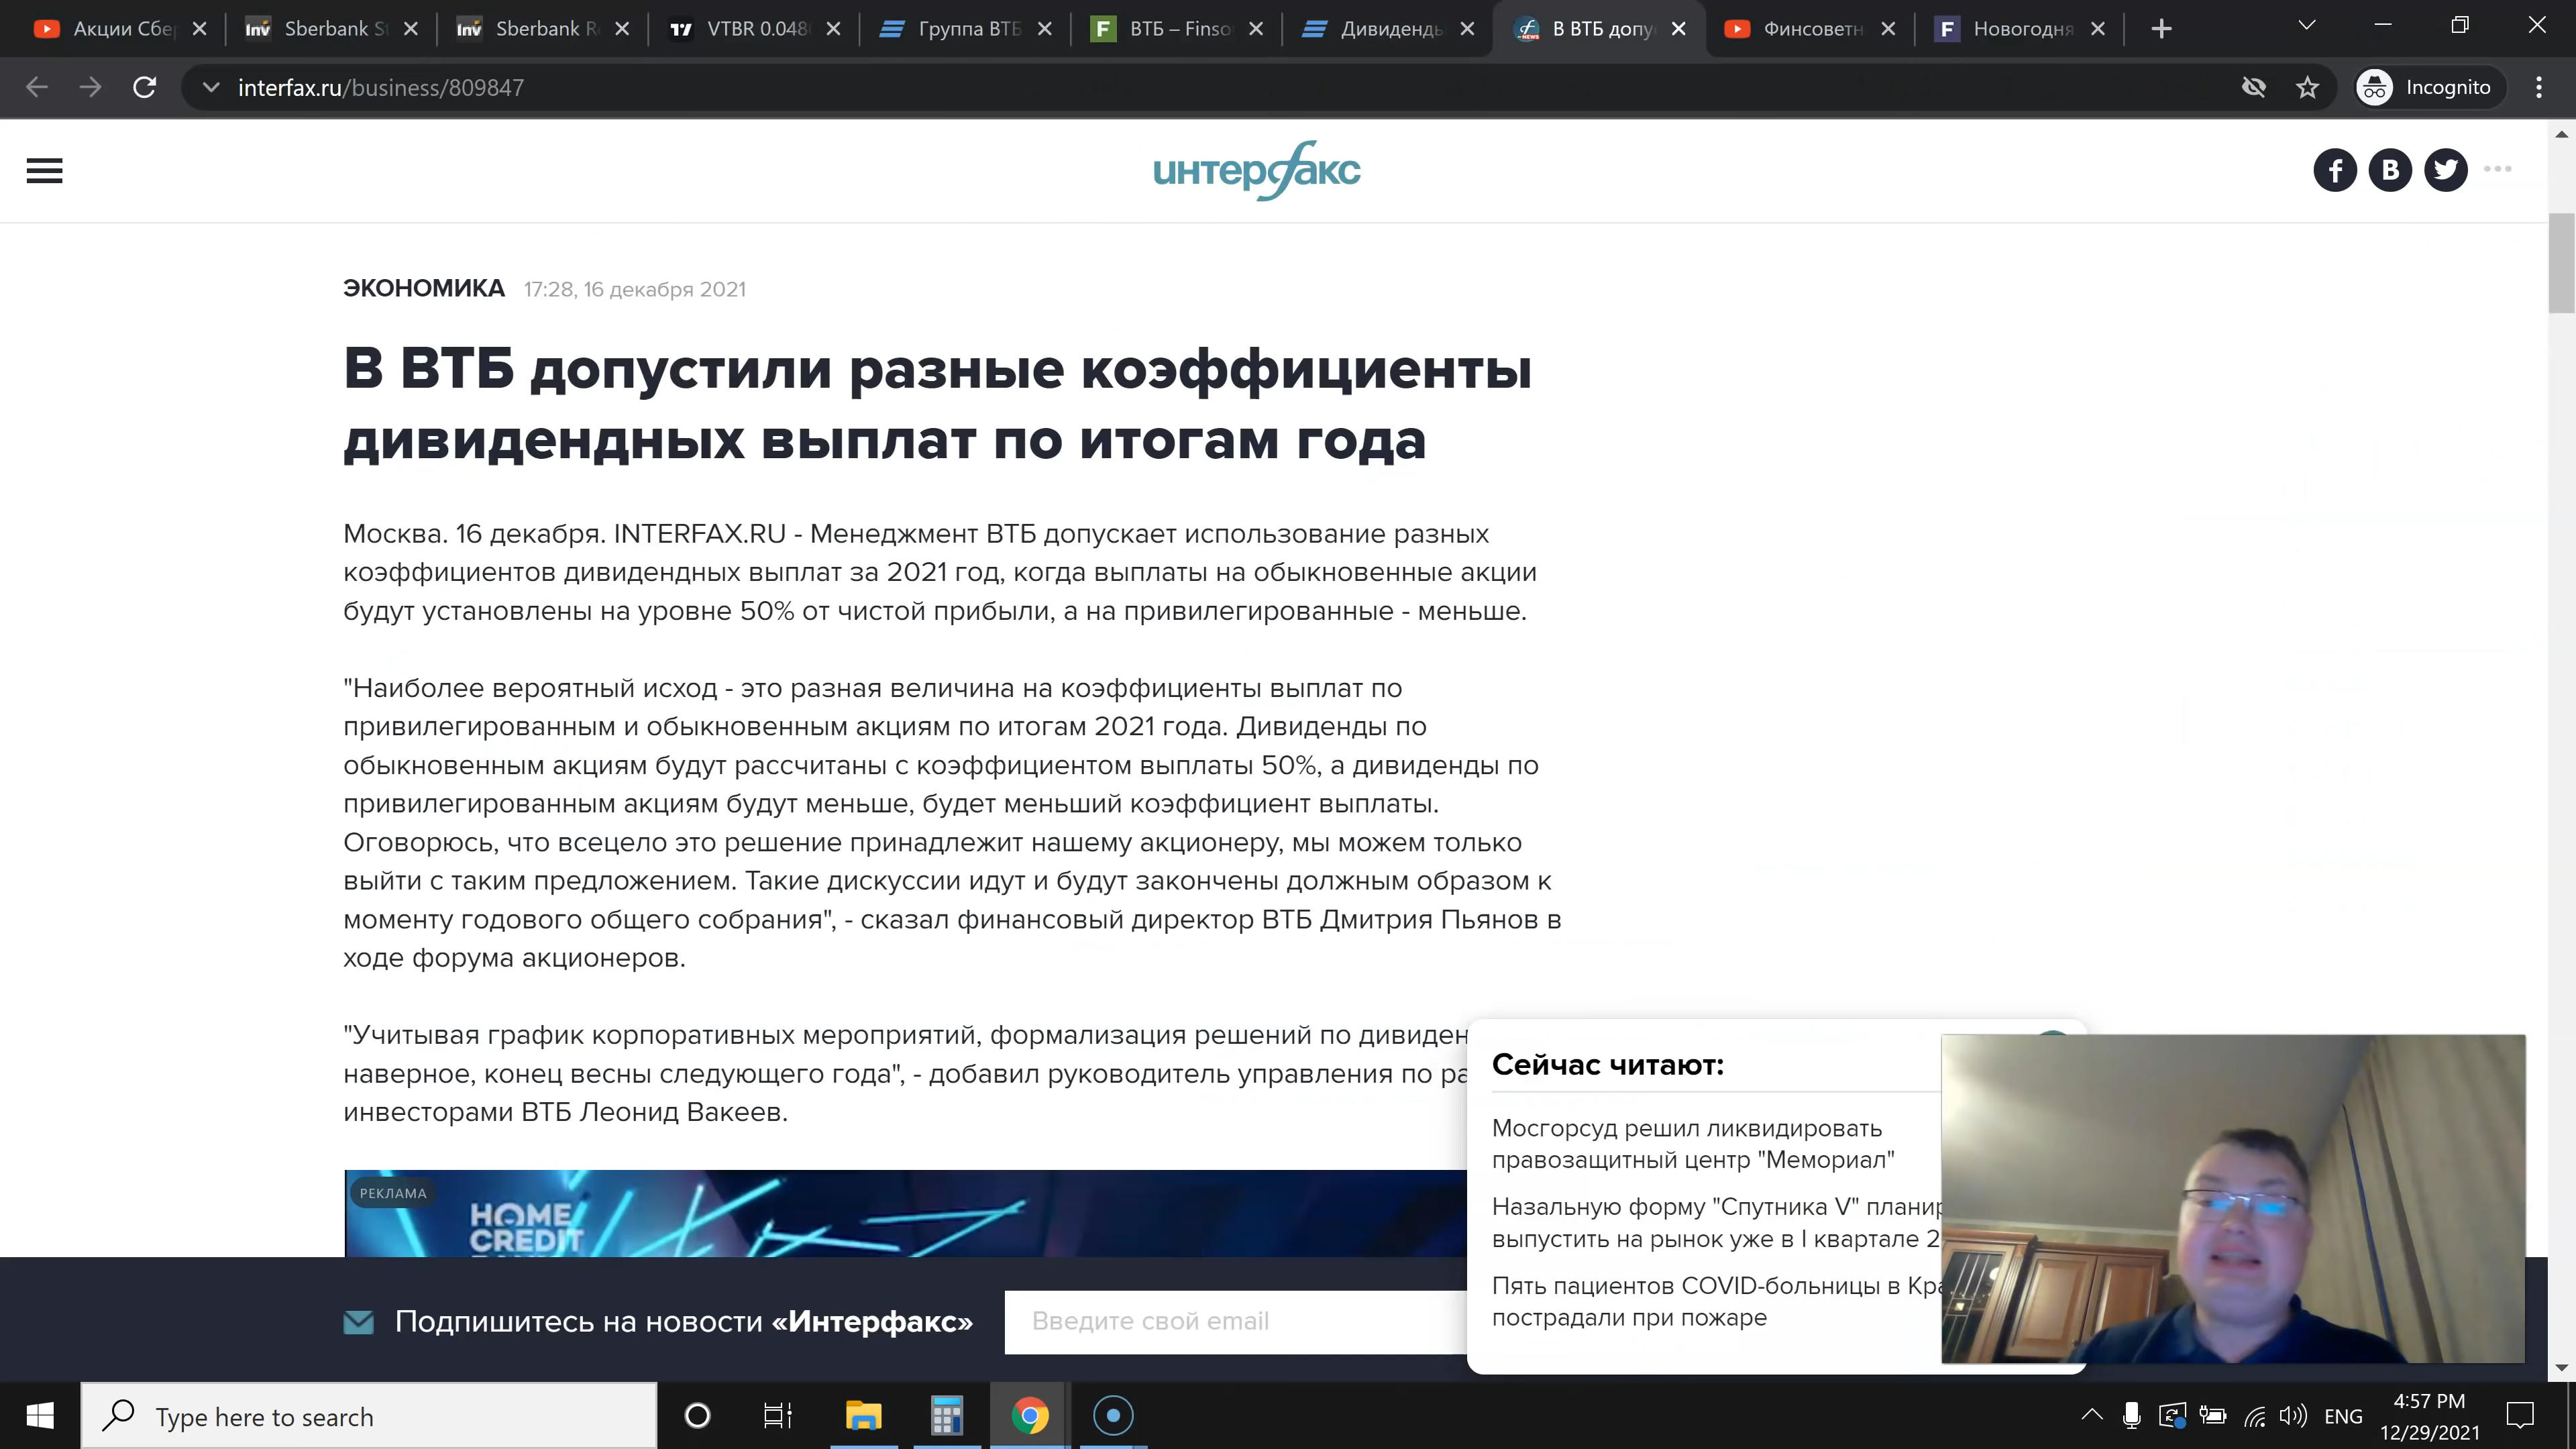 Акции Сбе
Sberbank S
Sberbank R
VTBR 0.048
Группа ВТБ
ВТБ – Finso
Дивиденды
В ВТБ допу
Финсоветн
Новогодня
interfax.ru/business/809847
Incognito
интерфакс
ЭКОНОМИКА 17:28, 16 декабря 2021
В ВТБ допустили разные коэффициенты
дивидендных выплат по итогам года
Москва. 16 декабря. INTERFAX.RU - Менеджмент ВТБ допускает использование разных
коэффициентов дивидендных выплат за 2021 год, когда выплаты на обыкновенные акции
будут установлены на уровне 50% от чистой прибыли, а на привилегированные - меньше.
"Наиболее вероятный исход - это разная величина на коэффициенты выплат по
привилегированным и обыкновенным акциям по итогам 2021 года. Дивиденды по
обыкновенным акциям будут рассчитаны с коэффициентом выплаты 50%, а дивиденды по
привилегированным акциям будут меньше, будет меньший коэффициент выплаты.
Оговорюсь, что всецело это решение принадлежит нашему акционеру, мы можем только
выйти с таким предложением. Такие дискуссии идут и будут закончены должным образом к
моменту годового общего собрания", - сказал финансовый директор ВТБ Дмитрия Пьянов в
ходе форума акционеров.
"Учитывая график корпоративных мероприятий, формализация решений по дивиден
наверное, конец весны следующего года", - добавил руководитель управления по ра
инвесторами ВТБ Леонид Вакеев.
РЕКЛАМА
HOME
CREDIT
Сейчас читают:
Мосгорсуд решил ликвидировать
правозащитный центр "Мемориал"
Назальную форму "Спутника V" планир
выпустить на рынок уже в I квартале 2
Пять пациентов COVID-больницы в Кра
пострадали при пожаре
Подпишитесь на новости «Интерфакс»
Введите свой email
Type here to search
ENG
4:57 PM
12/29/2021